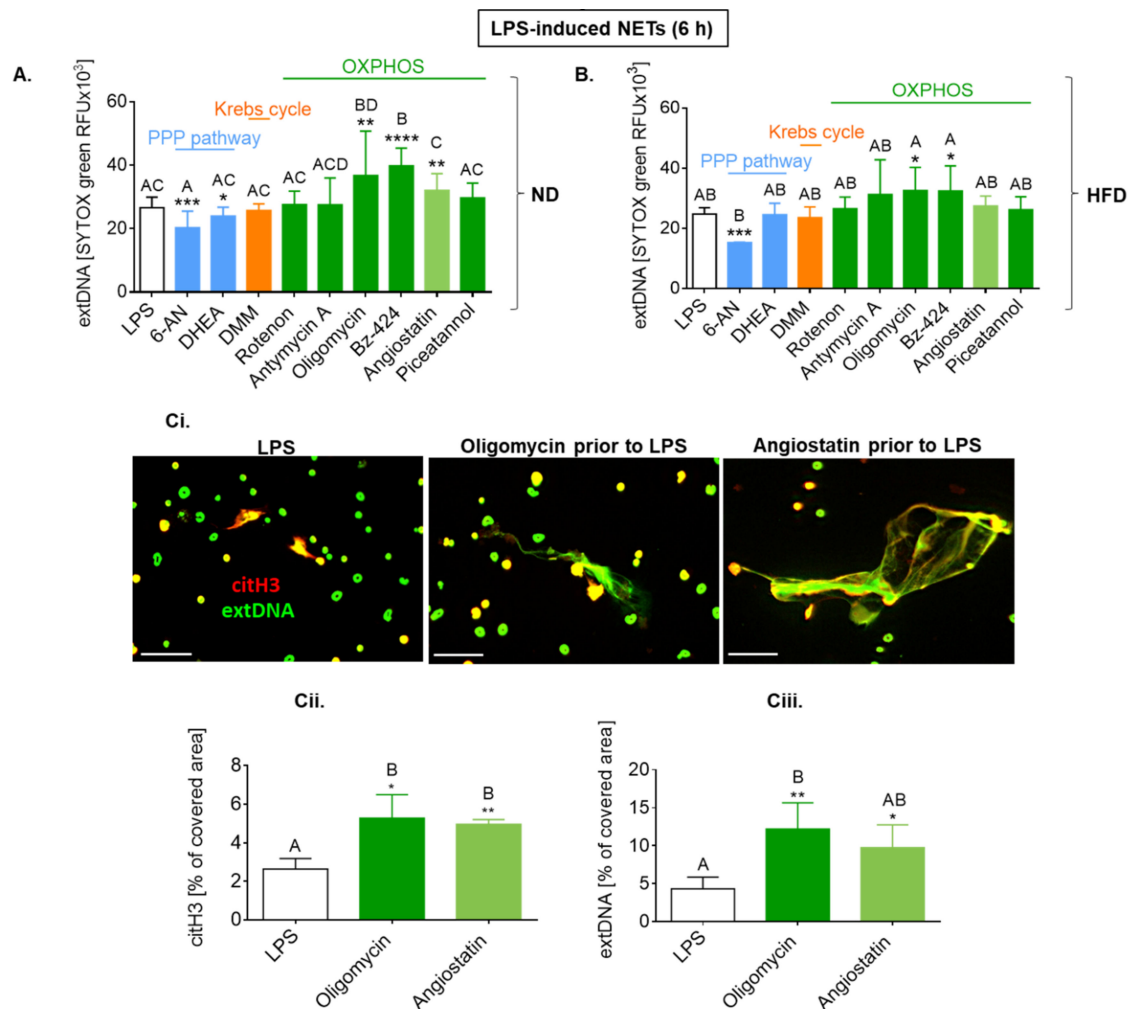 LPS-induced NETs (6 h)
A.
extDNA [SYTOX green RFUx10³]
60
40
20
0
OXPHOS
Krebs cycle
PPP pathway
AC
A
***
AC
*
AC
AC
ACD
BD
**
B
****
C
**
AC
LPS
6-AN
DHEA
DMM
Rotenon
Antymycin A
Oligomycin
Bz-424
Angiostatin
Piceatannol
ND
B.
extDNA [SYTOX green RFUx10³]
60
40
20
0
OXPHOS
Krebs cycle
PPP pathway
AB
B
***
AB
AB
AB
AB
A
*
A
*
AB
AB
LPS
6-AN
DHEA
DMM
Rotenon
Antymycin A
Oligomycin
Bz-424
Angiostatin
Piceatannol
HFD
Ci.
LPS
Oligomycin prior to LPS
Angiostatin prior to LPS
citH3
extDNA
Cii.
citH3 [% of covered area]
8
6
4
2
0
A
B
*
B
**
LPS
Oligomycin
Angiostatin
Ciii.
extDNA [% of covered area]
20
15
10
5
0
A
B
**
AB
*
LPS
Oligomycin
Angiostatin